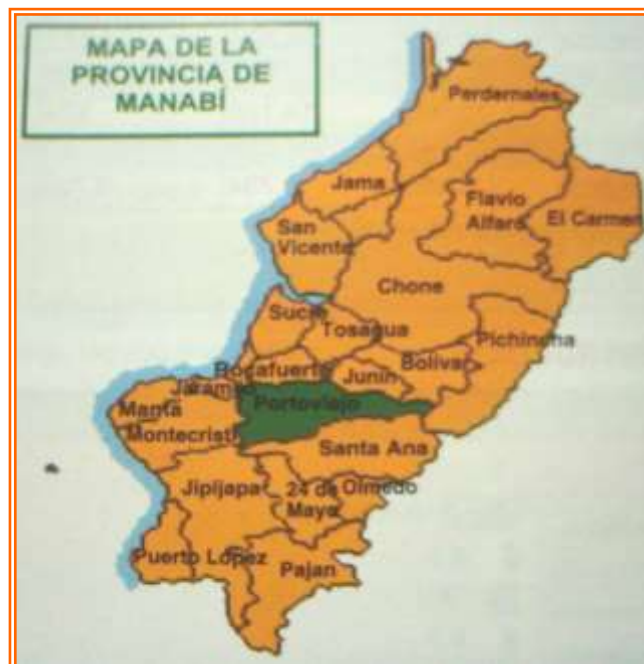 MAPA DE LA
PROVINCIA DE
MANABÍ
Perdernales
Jama
Flavio
Alfaro
El Carmen
San
Vicente
Chone
Sucre
Tosagua
Pichincha
Rocafuerte
Junín
Bolívar
Jaramijó
Portoviejo
Manta
Montecristi
Santa Ana
Jipijapa
24 de
Mayo
Olmedo
Puerto López
Pajan